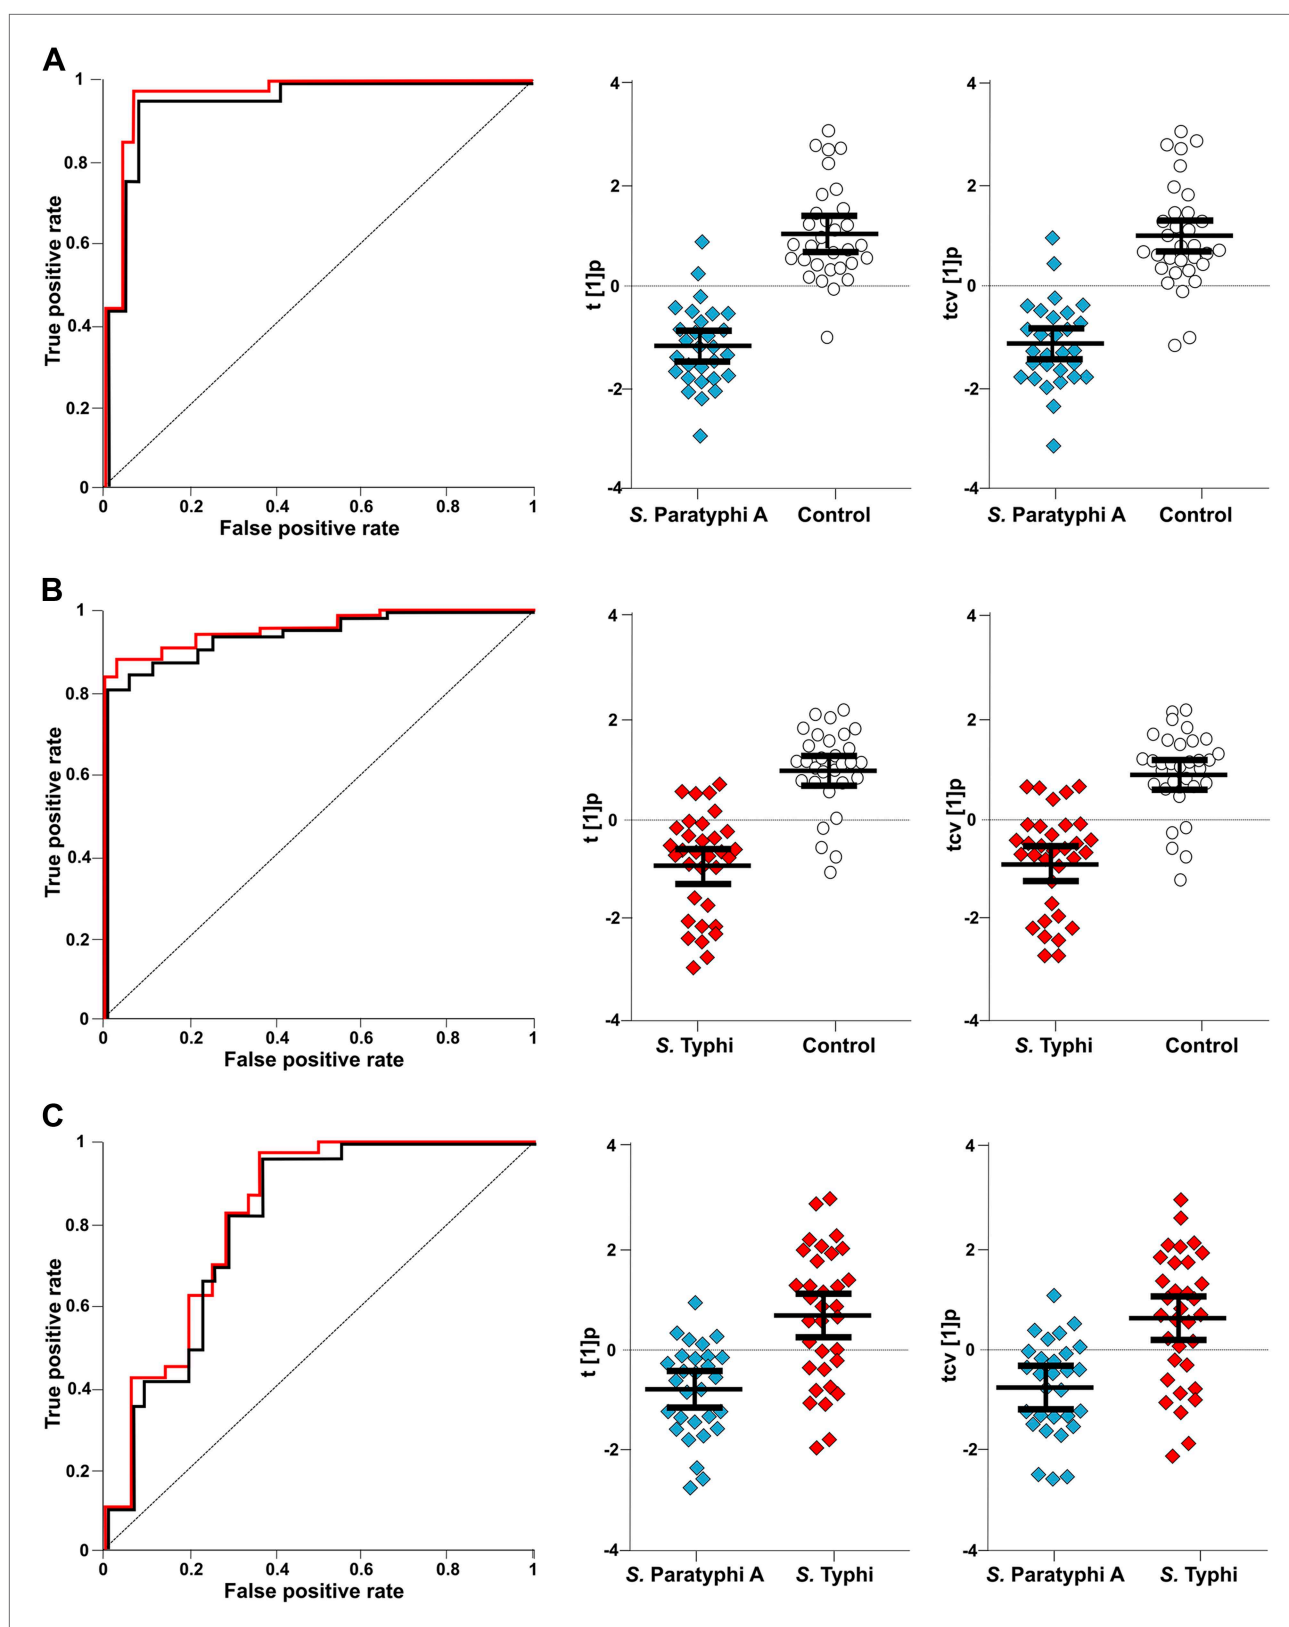 A
True positive rate
1
0.8
0.6
0.4
0.2
0
0 0.2 0.4 0.6 0.8 1
False positive rate
t [1]p
4
2
0
-2
-4
S. Paratyphi A Control
tcv [1]p
4
2
0
-2
-4
S. Paratyphi A Control
B
True positive rate
1
0.8
0.6
0.4
0.2
0
0 0.2 0.4 0.6 0.8 1
False positive rate
t [1]p
4
2
0
-2
-4
S. Typhi Control
tcv [1]p
4
2
0
-2
-4
S. Typhi Control
C
True positive rate
1
0.8
0.6
0.4
0.2
0
0 0.2 0.4 0.6 0.8 1
False positive rate
t [1]p
4
2
0
-2
-4
S. Paratyphi A S. Typhi
tcv [1]p
4
2
0
-2
-4
S. Paratyphi A S. Typhi